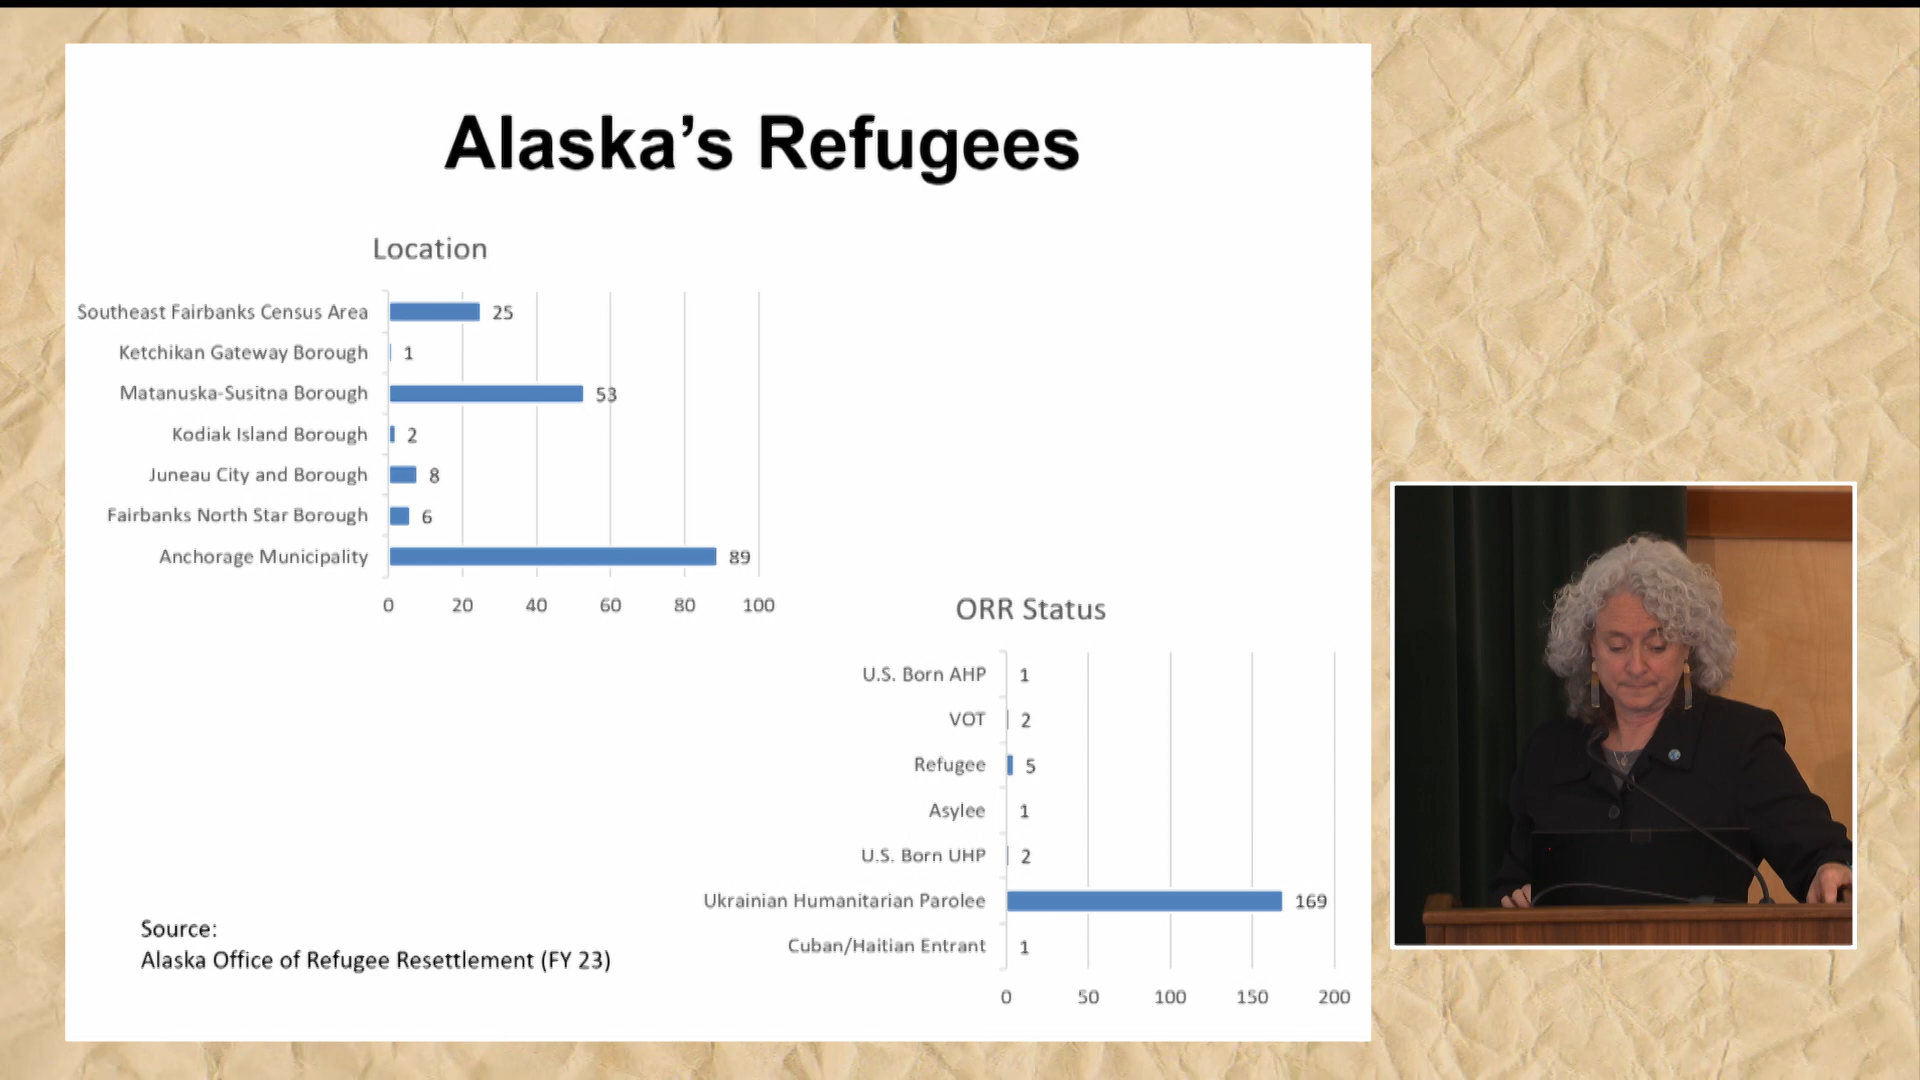 Alaska's Refugees
Location
Southeast Fairbanks Census Area 25
Ketchikan Gateway Borough 1
Matanuska-Susitna Borough 53
Kodiak Island Borough 2
Juneau City and Borough 8
Fairbanks North Star Borough 6
Anchorage Municipality 89
0 20 40 60 80 100
ORR Status
U.S. Born AHP 1
VOT 2
Refugee 5
Asylee 1
U.S. Born UHP 2
Ukrainian Humanitarian Parolee 169
Cuban/Haitian Entrant 1
0 50 100 150 200
Source:
Alaska Office of Refugee Resettlement (FY 23)